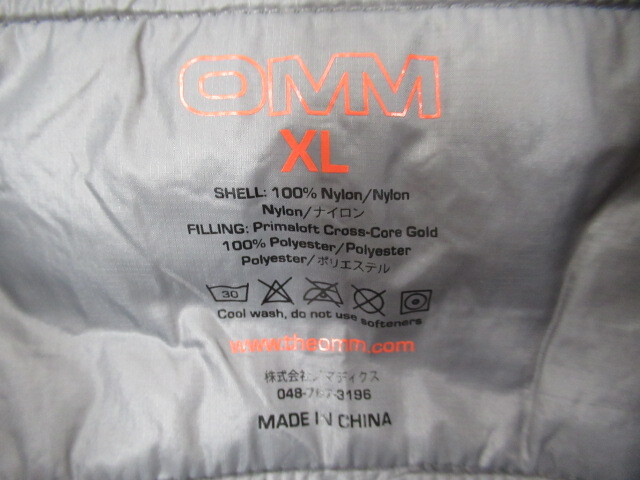 OMM
XL
SHELL: 100% Nylon/Nylon
Nylon/ナイロン
FILLING: Primaloft Cross-Core Gold
100% Polyester/Polyester
Polyester/ポリエステル
30
Cool wash, do not use softeners
www.theomm.com
MADE IN CHINA